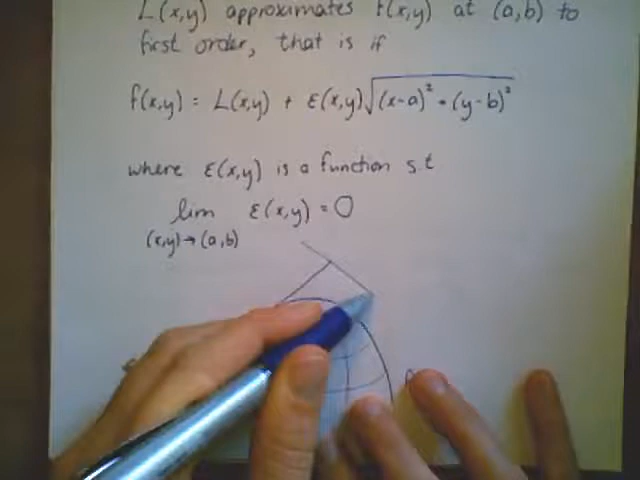 L(x,y) approximates f(x,y) at (a,b) to
first order, that is if
f(x,y) = L(x,y) + ε(x,y)√(x-a)² + (y-b)²
where ε(x,y) is a function s.t
lim ε(x,y) = 0
(x,y)→(a,b)